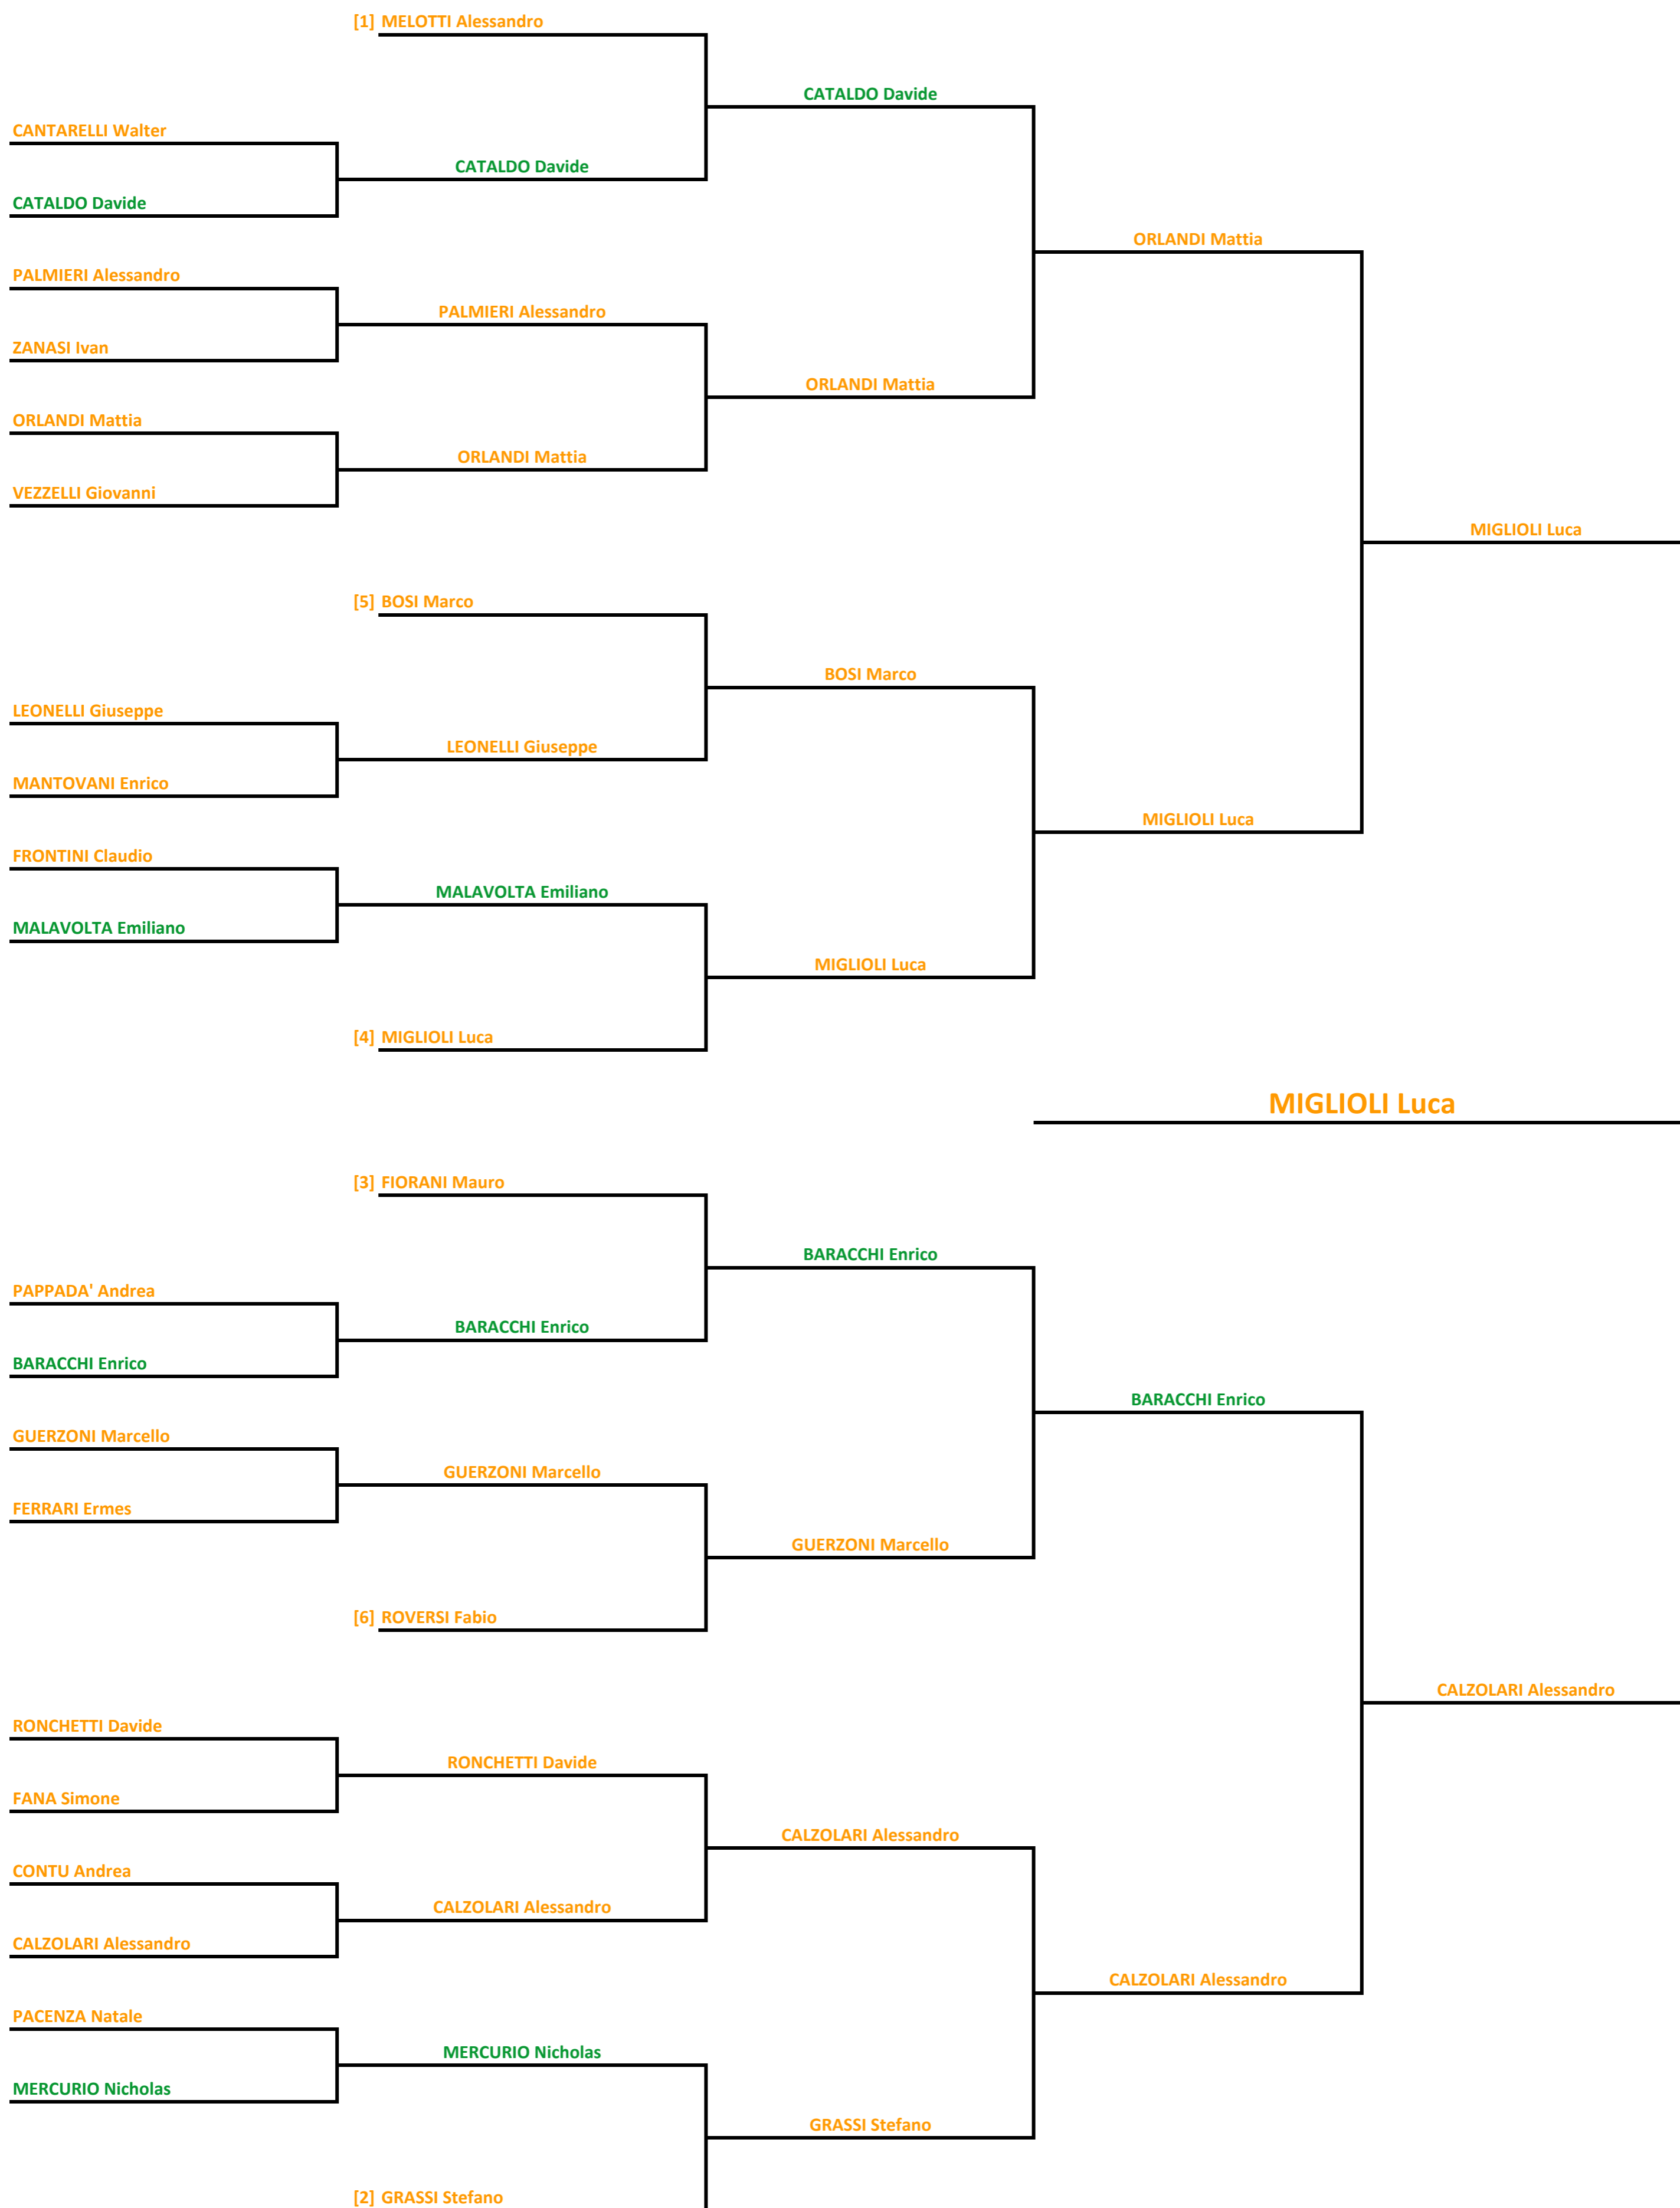 [1] MELOTTI Alessandro
CATALDO Davide
CANTARELLI Walter
CATALDO Davide
CATALDO Davide
ORLANDI Mattia
PALMIERI Alessandro
PALMIERI Alessandro
ZANASI Ivan
ORLANDI Mattia
ORLANDI Mattia
ORLANDI Mattia
VEZZELLI Giovanni
MIGLIOLI Luca
[5] BOSI Marco
BOSI Marco
LEONELLI Giuseppe
LEONELLI Giuseppe
MANTOVANI Enrico
MIGLIOLI Luca
FRONTINI Claudio
MALAVOLTA Emiliano
MALAVOLTA Emiliano
MIGLIOLI Luca
[4] MIGLIOLI Luca
MIGLIOLI Luca
[3] FIORANI Mauro
BARACCHI Enrico
PAPPADA' Andrea
BARACCHI Enrico
BARACCHI Enrico
BARACCHI Enrico
GUERZONI Marcello
GUERZONI Marcello
FERRARI Ermes
GUERZONI Marcello
[6] ROVERSI Fabio
CALZOLARI Alessandro
RONCHETTI Davide
RONCHETTI Davide
FANA Simone
CALZOLARI Alessandro
CONTU Andrea
CALZOLARI Alessandro
CALZOLARI Alessandro
CALZOLARI Alessandro
PACENZA Natale
MERCURIO Nicholas
MERCURIO Nicholas
GRASSI Stefano
[2] GRASSI Stefano